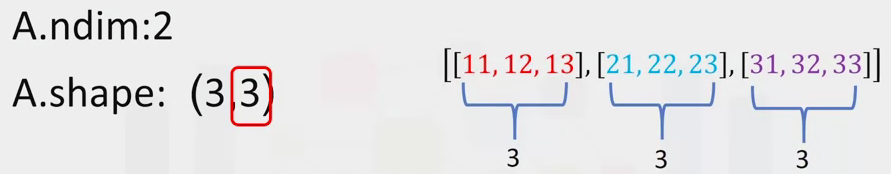 A.ndim:2
[[11, 12, 13], [21, 22, 23], [31, 32, 33]]
A.shape: (3,3)
3 3 3